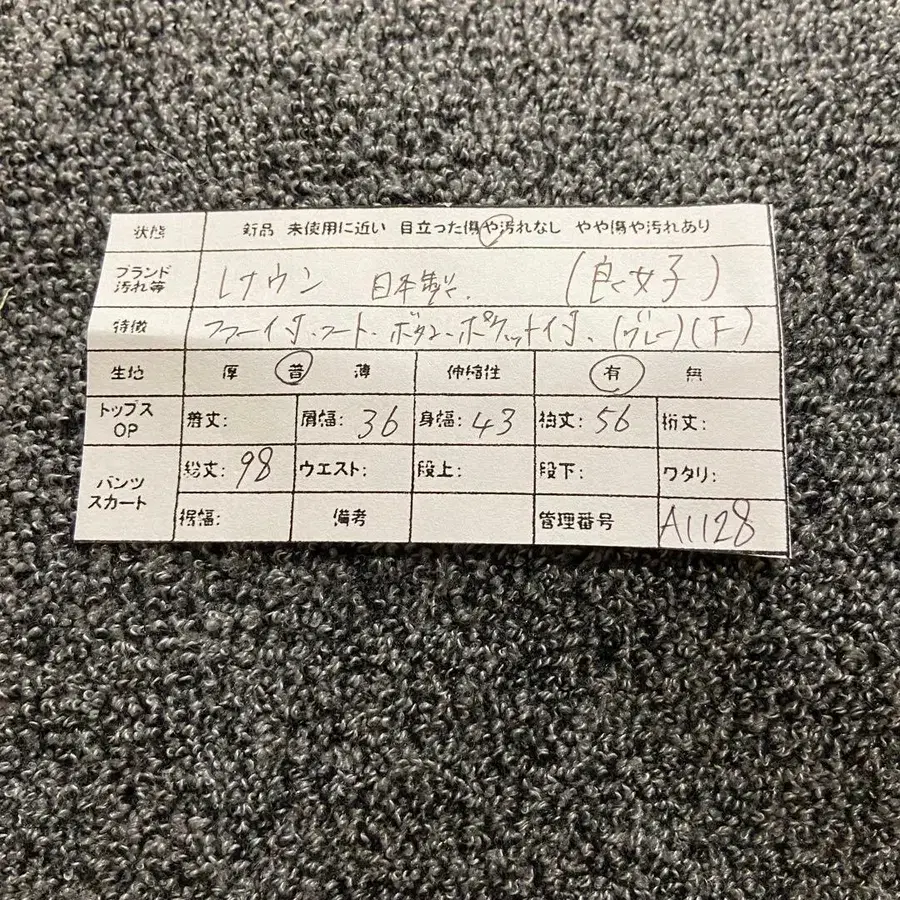 状態 新品 未使用に近い 目立った傷や汚れなし やや傷や汚れあり
ブランド 汚れ等 レナウン 日本製. (良好)
特徴 ファー付.コート.ボタン.ポケット付.(グレー)(F)
生地 厚 普 薄 伸縮性 有 無
トップス OP 着丈: 肩幅: 36 身幅: 43 袖丈: 56 裄丈:
パンツ スカート 総丈: 98 ウエスト: 股上: 股下: ワタリ:
裾幅: 備考 管理番号 A1128